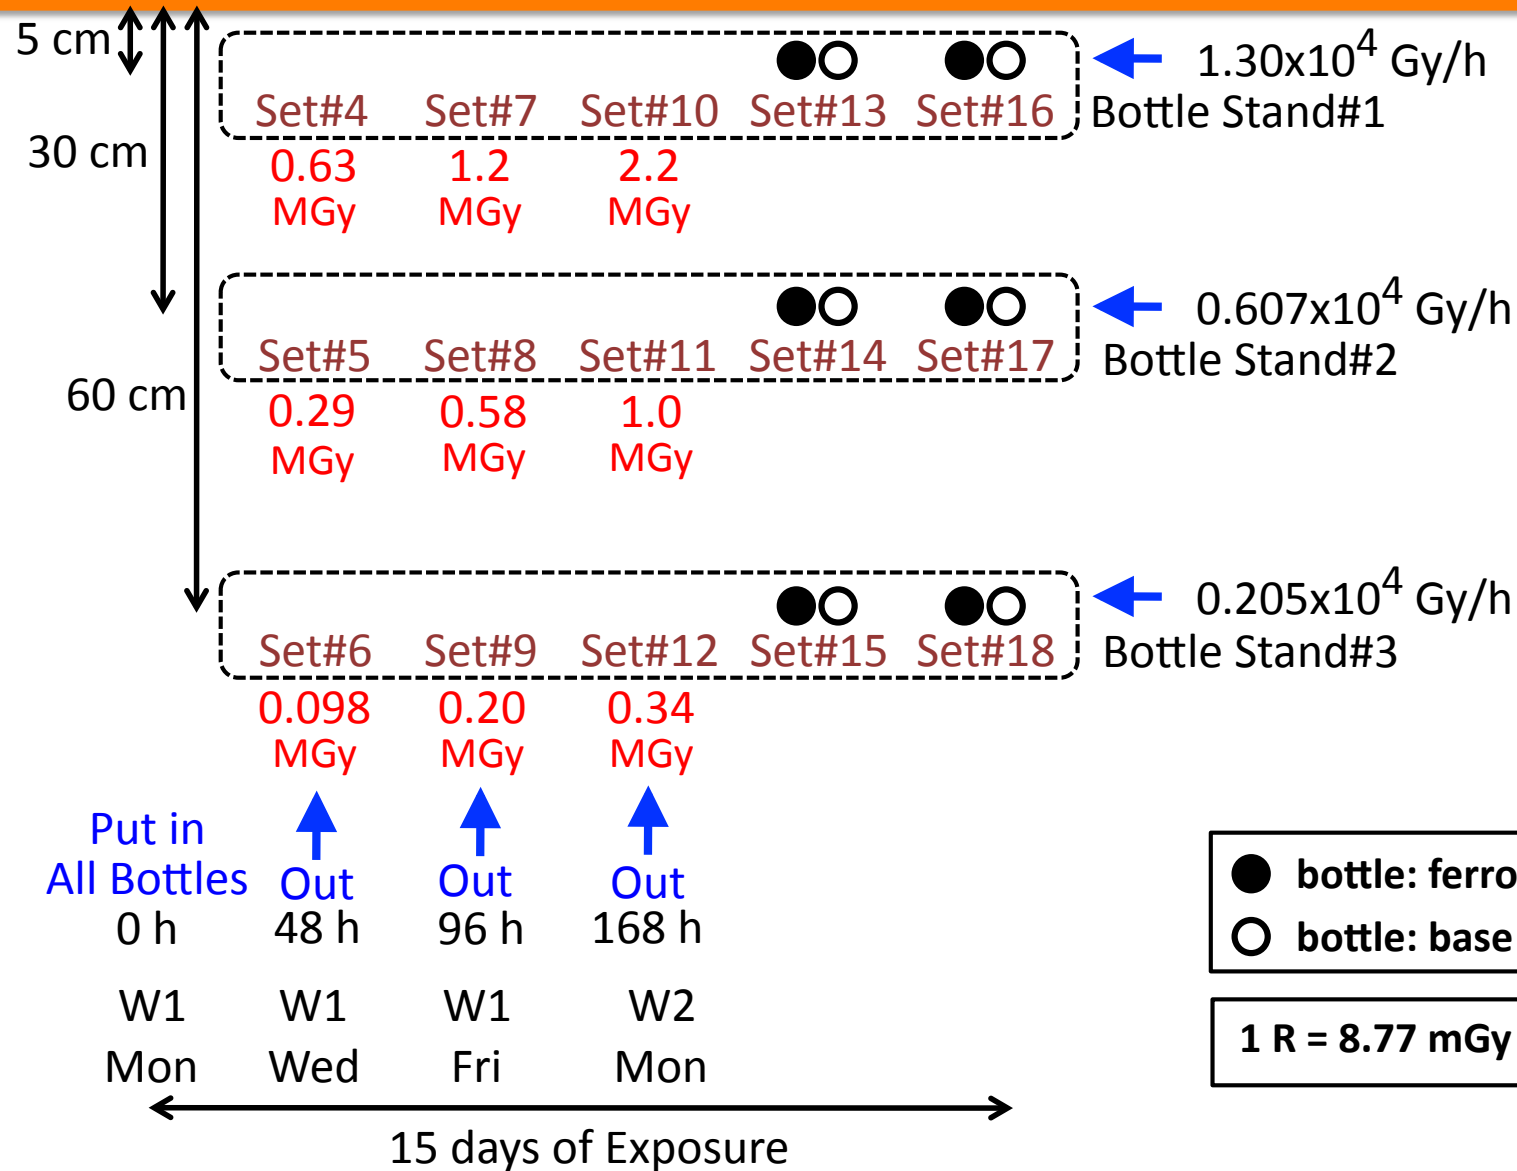 5 cm
1.30x10⁴ Gy/h
Set#4 Set#7 Set#10 Set#13 Set#16
Bottle Stand#1
30 cm
0.63 1.2 2.2
MGy MGy MGy
0.607x10⁴ Gy/h
Set#5 Set#8 Set#11 Set#14 Set#17
Bottle Stand#2
60 cm
0.29 0.58 1.0
MGy MGy MGy
0.205x10⁴ Gy/h
Set#6 Set#9 Set#12 Set#15 Set#18
Bottle Stand#3
0.098 0.20 0.34
MGy MGy MGy
Put in
All Bottles Out Out Out
0 h 48 h 96 h 168 h
W1 W1 W1 W2
Mon Wed Fri Mon
15 days of Exposure
bottle: ferro
bottle: base
1 R = 8.77 mGy